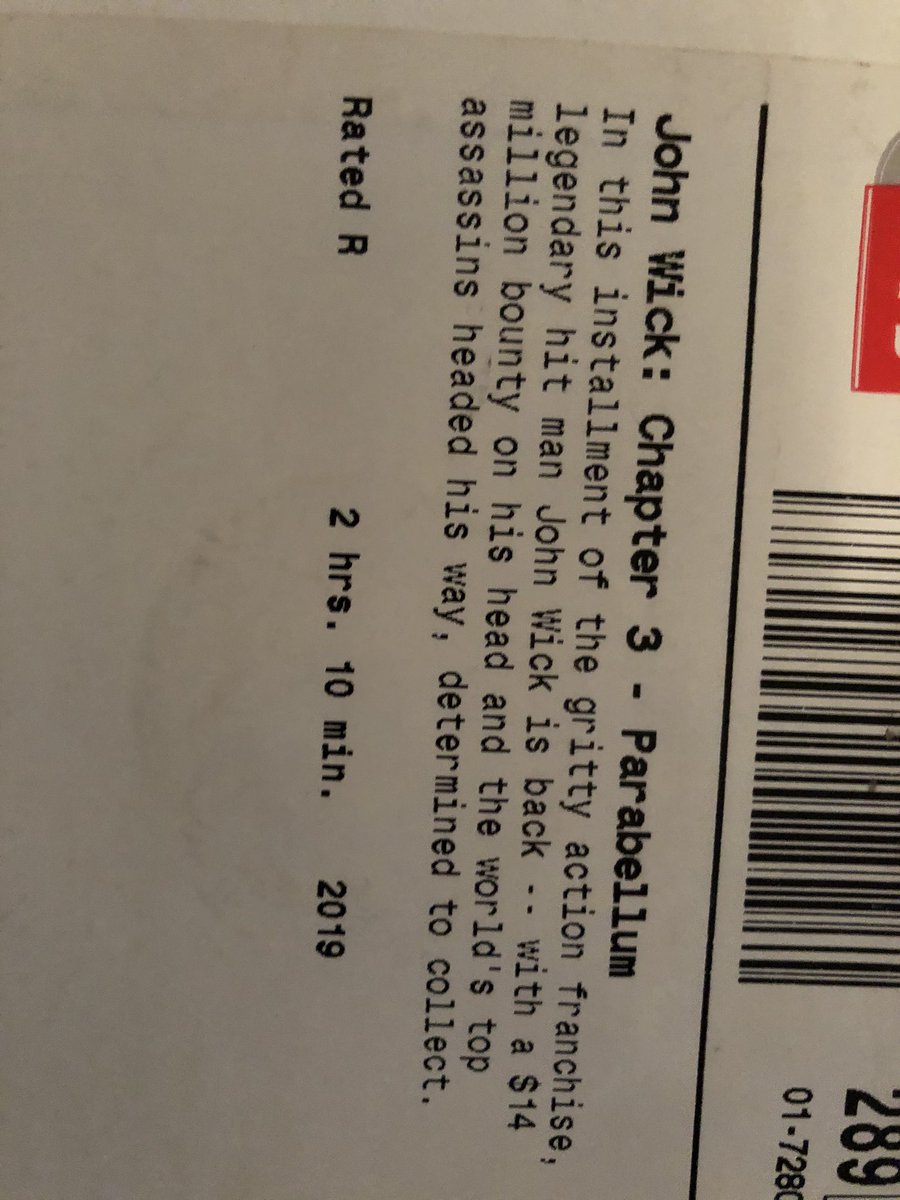 289
01-7280
John Wick: Chapter 3 - Parabellum
In this installment of the gritty action franchise,
legendary hit man John Wick is back -- with a $14
million bounty on his head and the world's top
assassins headed his way, determined to collect.
Rated R 2 hrs. 10 min. 2019